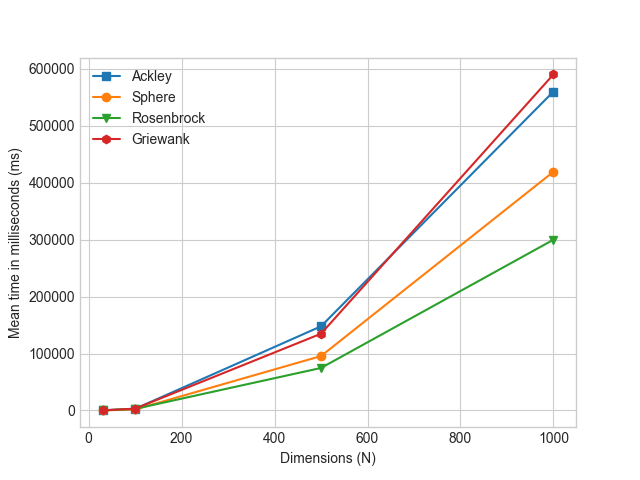 Ackley
Sphere
Rosenbrock
Griewank
600000
500000
400000
300000
200000
100000
0
Mean time in milliseconds (ms)
0 200 400 600 800 1000
Dimensions (N)